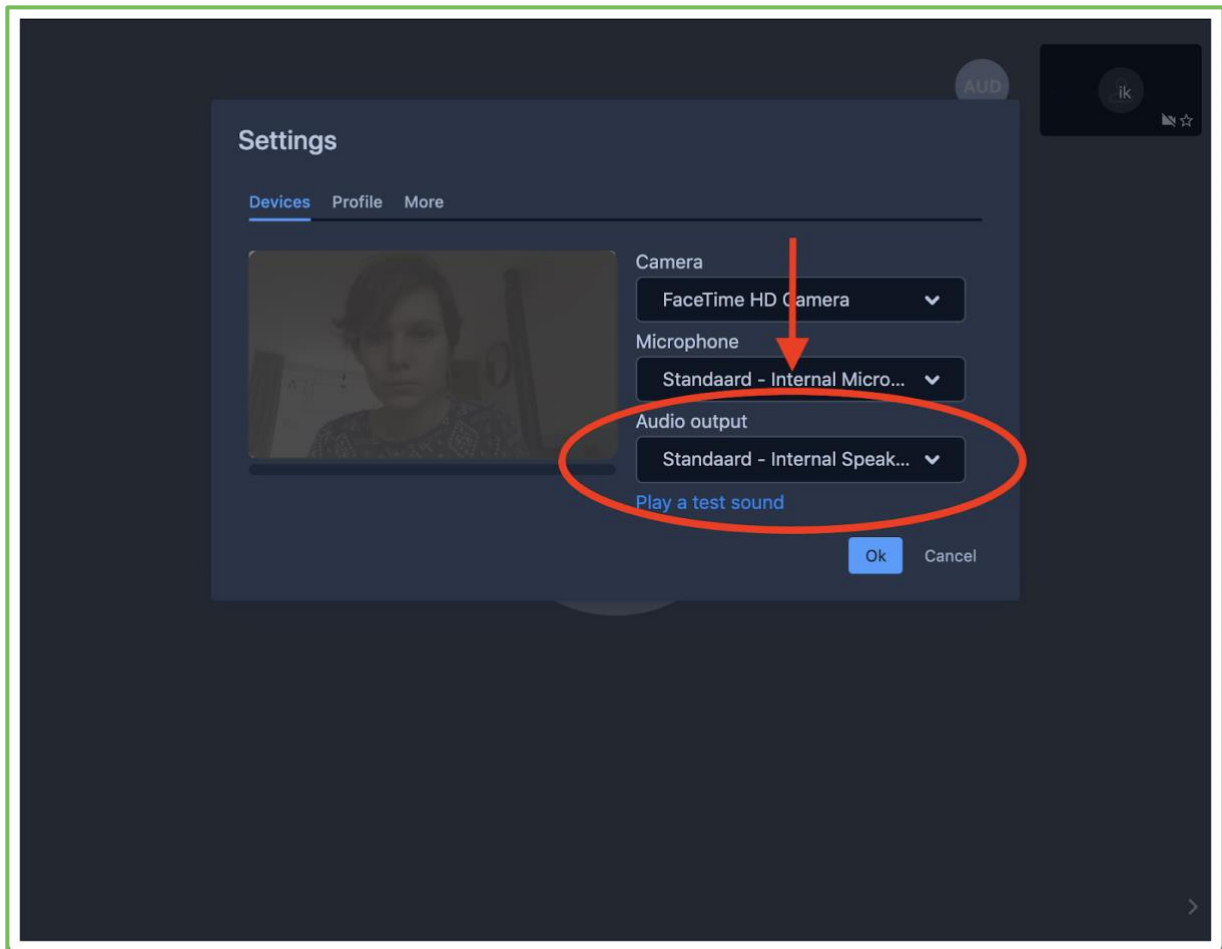 AUD
ik
Settings
Devices Profile More
Camera
FaceTime HD Camera
Microphone
Standaard - Internal Micro...
Audio output
Standaard - Internal Speak...
Play a test sound
Ok Cancel